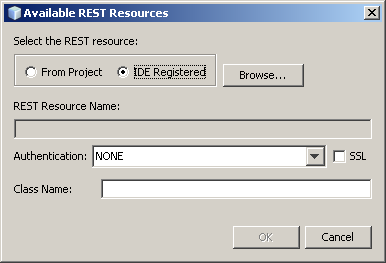 Available REST Resources
Select the REST resource:
From Project
IDE Registered
Browse...
REST Resource Name:
Authentication: NONE SSL
Class Name:
OK Cancel